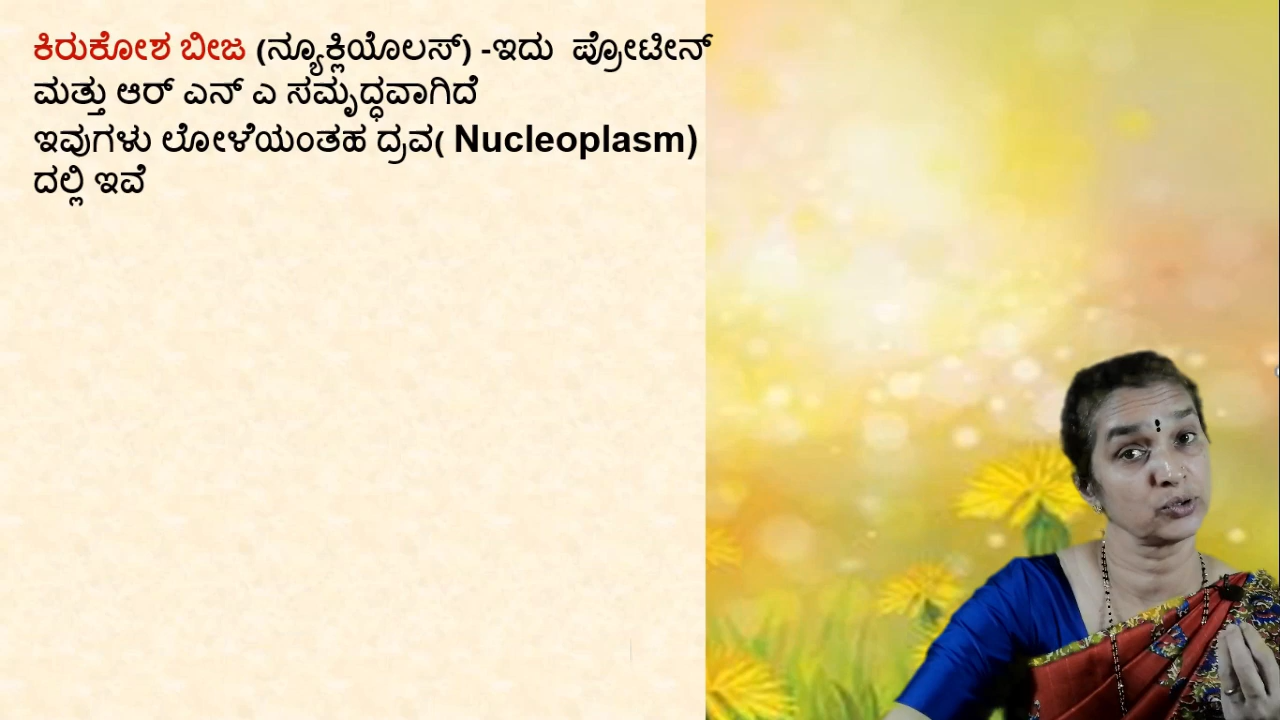 ಕಿರುಕೋಶ ಬೀಜ (ನ್ಯೂಕ್ಲಿಯೊಲಸ್) -ಇದು  ಪ್ರೋಟೀನ್
ಮತ್ತು ಆರ್ ಎನ್ ಎ ಸಮೃದ್ಧವಾಗಿದೆ
ಇವುಗಳು ಲೋಳೆಯಂತಹ ದ್ರವ( Nucleoplasm)
ದಲ್ಲಿ ಇವೆ